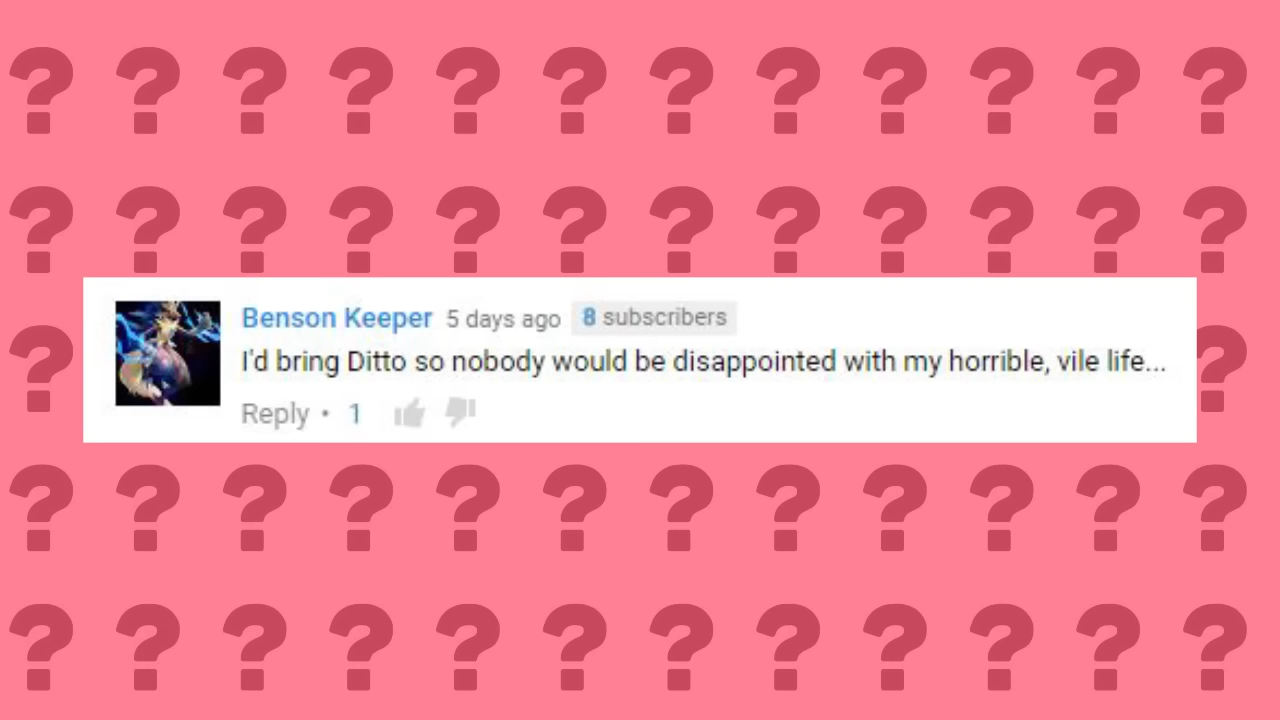 Benson Keeper 5 days ago 8 subscribers
I'd bring Ditto so nobody would be disappointed with my horrible, vile life...
Reply • 1